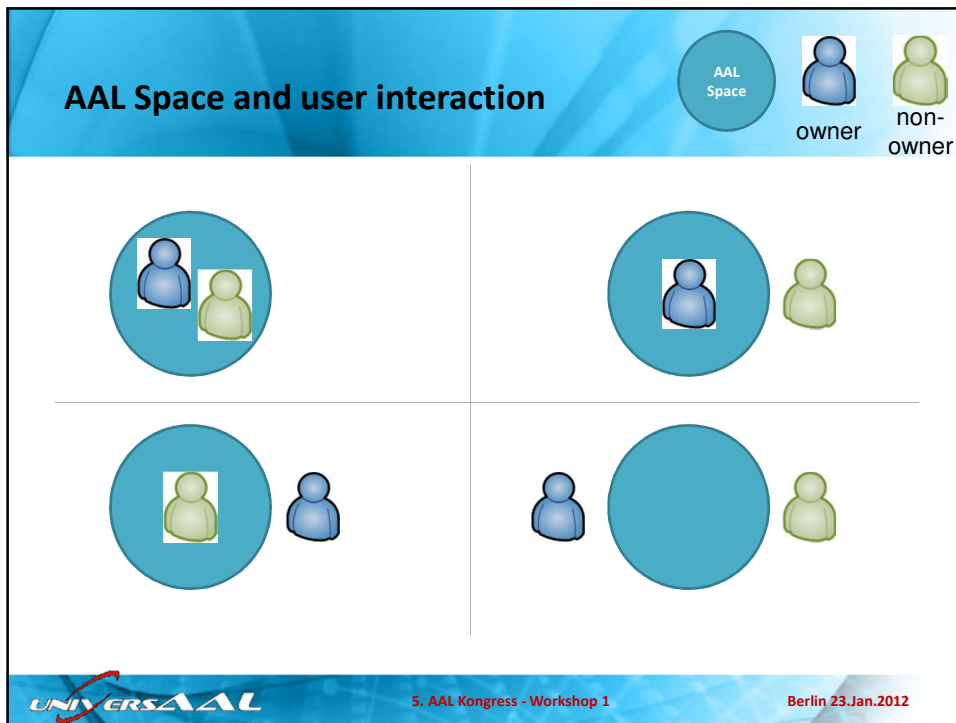 AAL Space and user interaction
AAL
Space
owner
non-
owner
UNIVERSAAL
5. AAL Kongress - Workshop 1
Berlin 23.Jan.2012